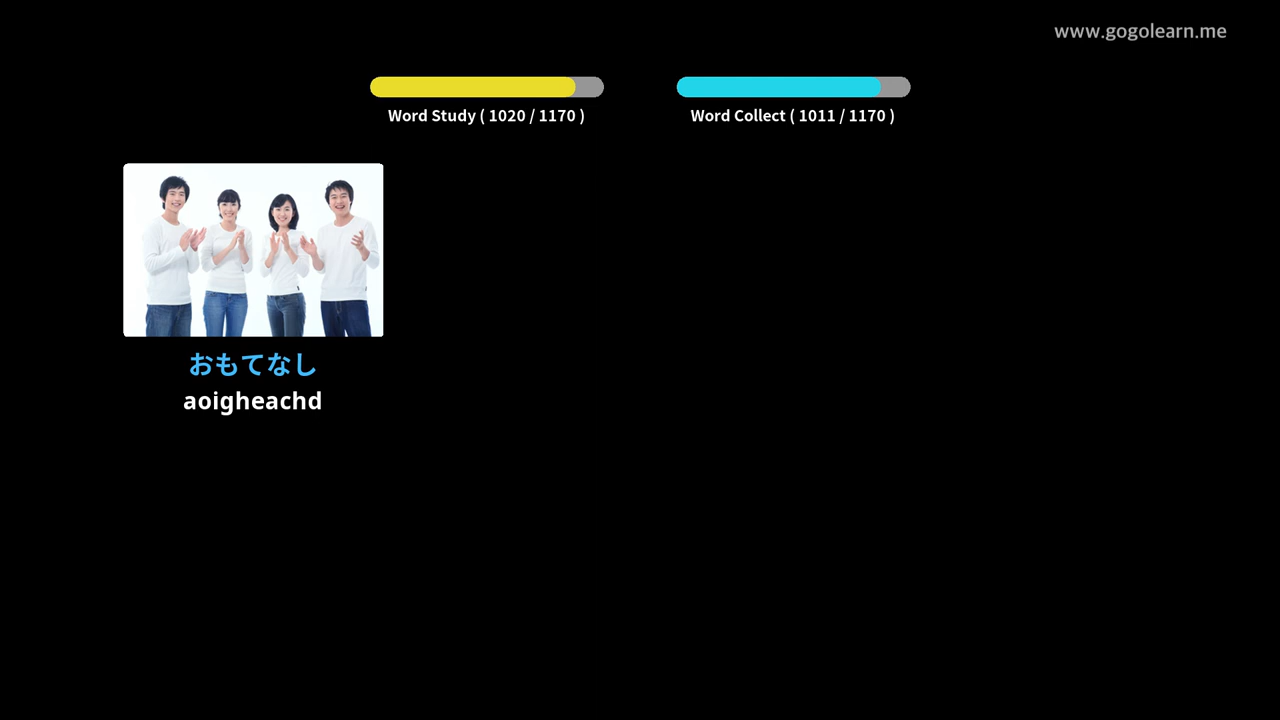 www.gogolearn.me
Word Study ( 1020 / 1170 )
Word Collect ( 1011 / 1170 )
おもてなし
aoigheachd